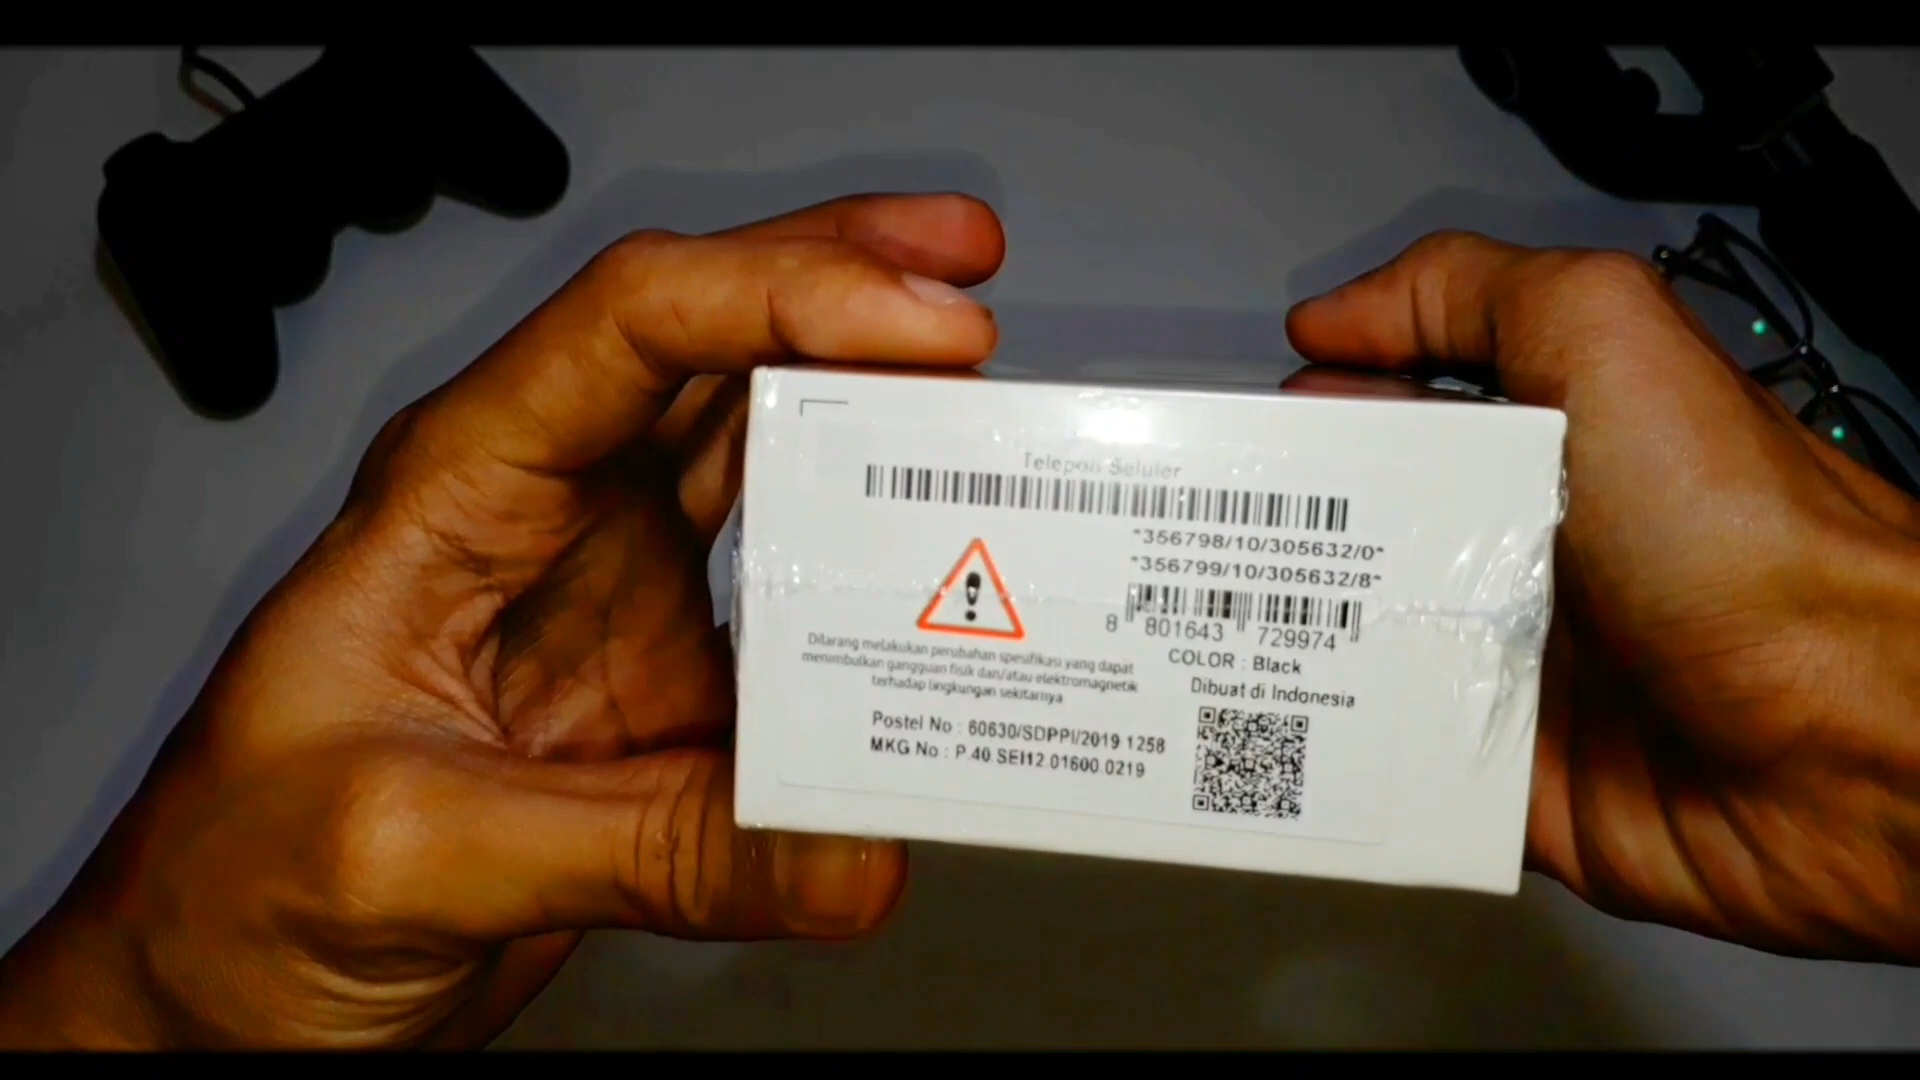 Telepon Seluler
*356798/10/305632/0*
*356799/10/305632/8*
8 801643 729974
COLOR : Black
Dibuat di Indonesia
Dilarang melakukan perubahan spesifikasi yang dapat
menimbulkan gangguan fisik dan/atau elektromagnetik
terhadap lingkungan sekitarnya
Postel No : 60630/SDPPI/2019 1258
MKG No : P.40.SEI12.01600.0219